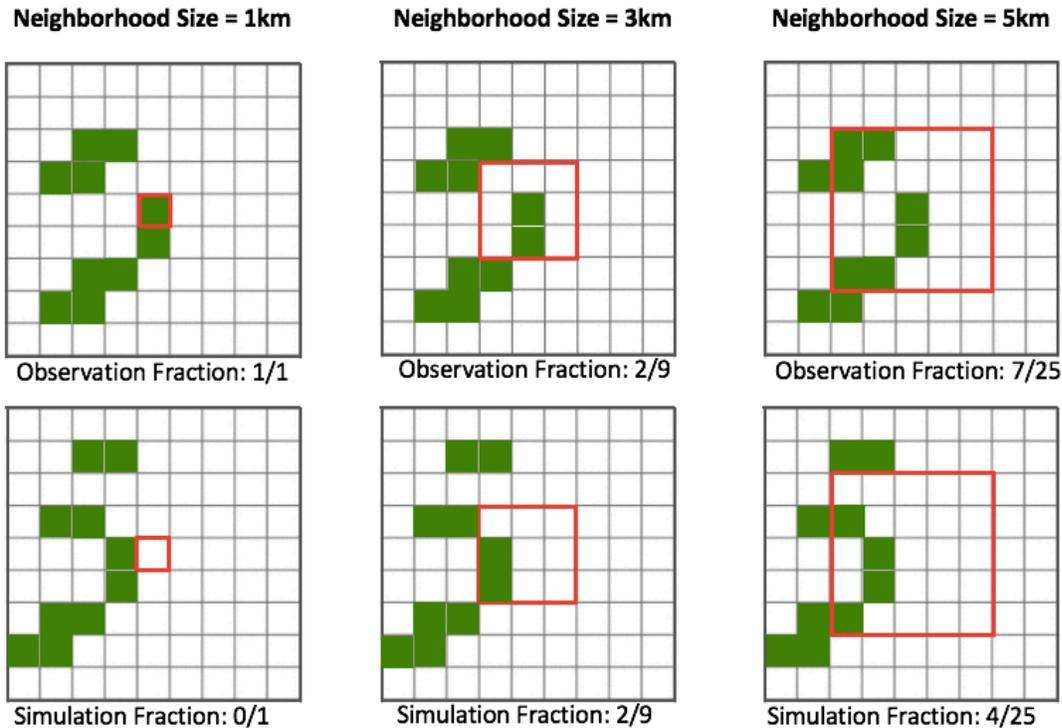 Neighborhood Size = 1km
Neighborhood Size = 3km
Neighborhood Size = 5km
Observation Fraction: 1/1
Observation Fraction: 2/9
Observation Fraction: 7/25
Simulation Fraction: 0/1
Simulation Fraction: 2/9
Simulation Fraction: 4/25